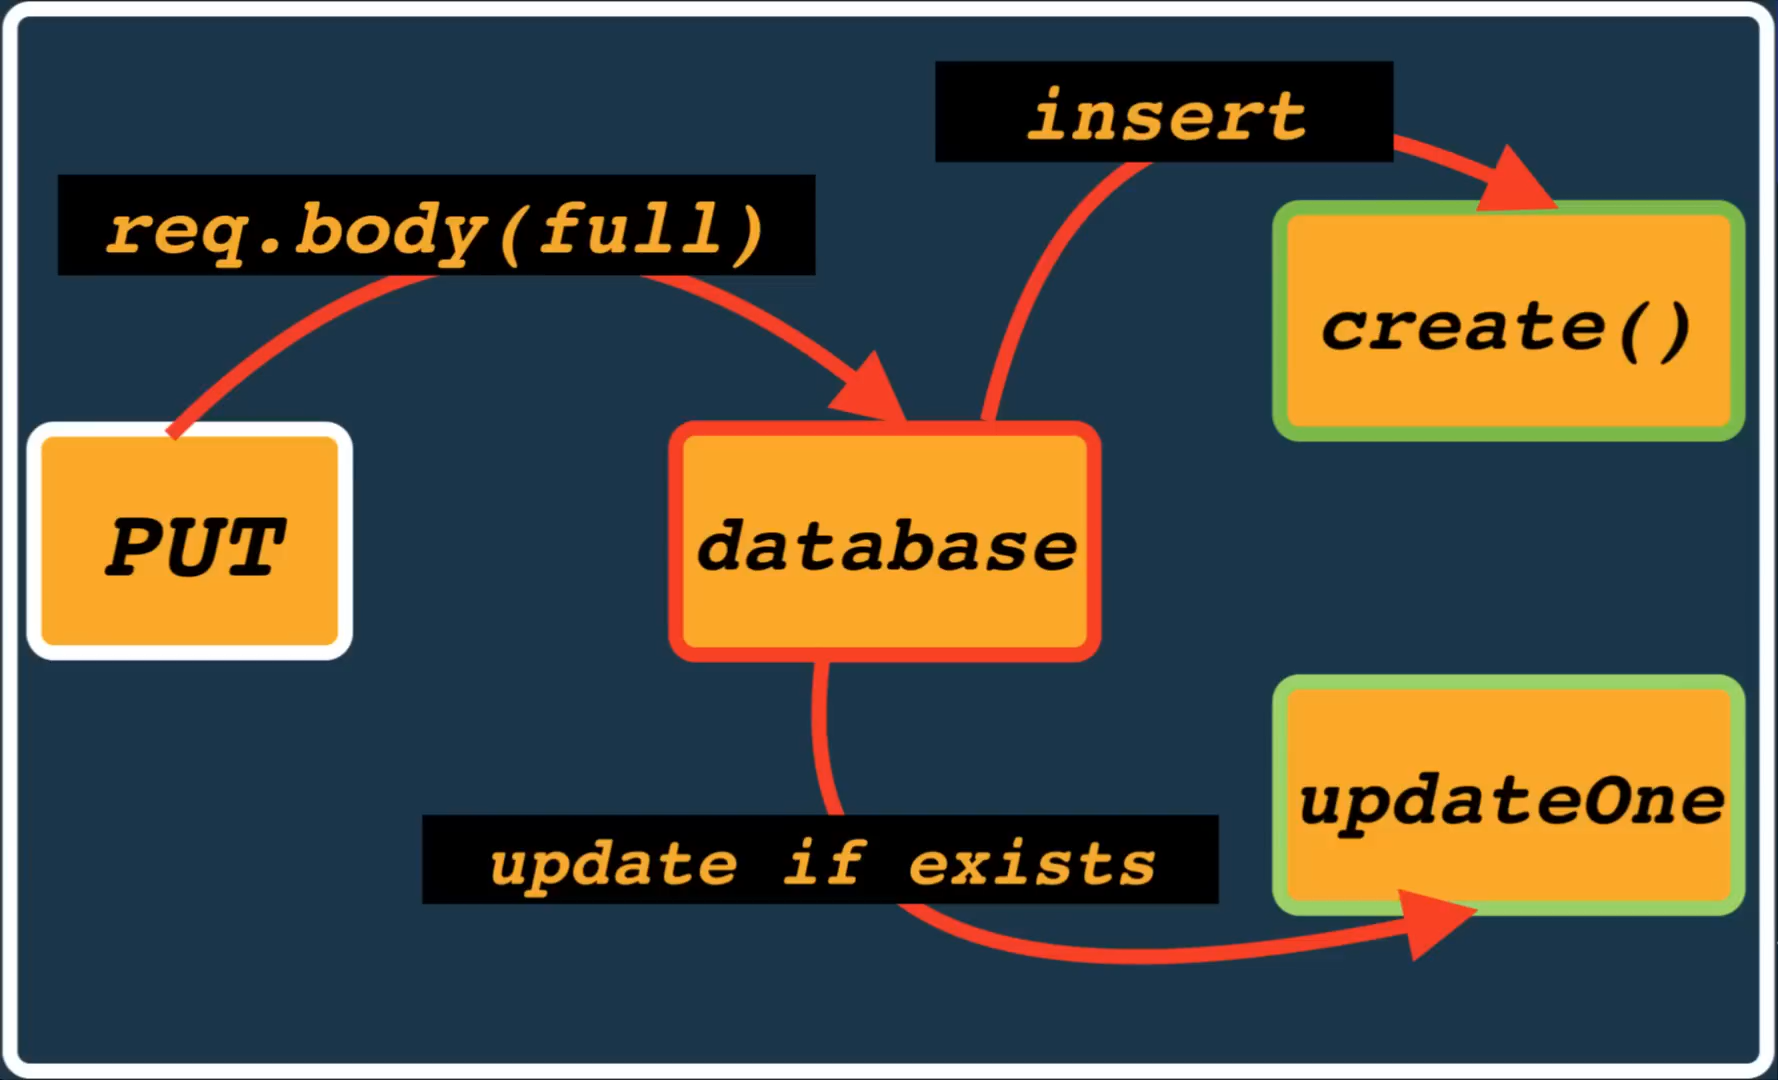 insert
req.body(full)
create()
PUT
database
updateOne
update if exists